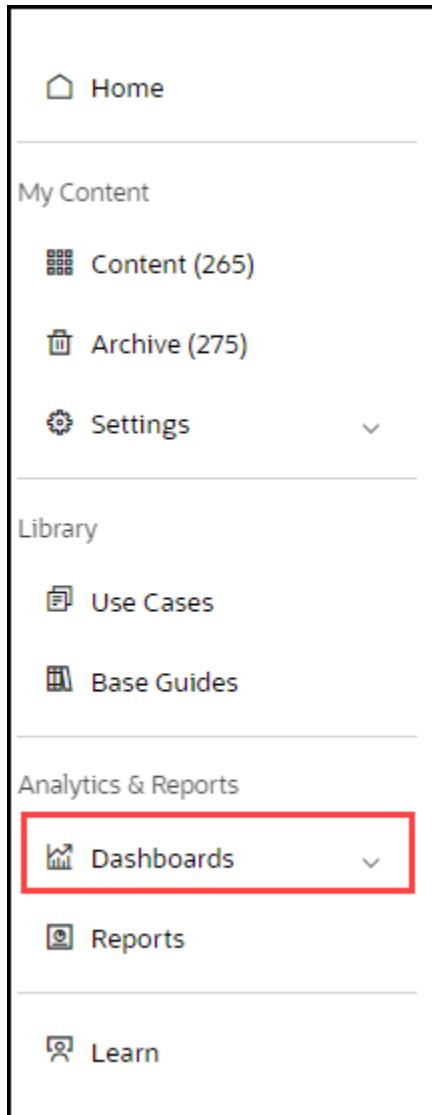 Home
My Content
Content (265)
Archive (275)
Settings
Library
Use Cases
Base Guides
Analytics & Reports
Dashboards
Reports
Learn